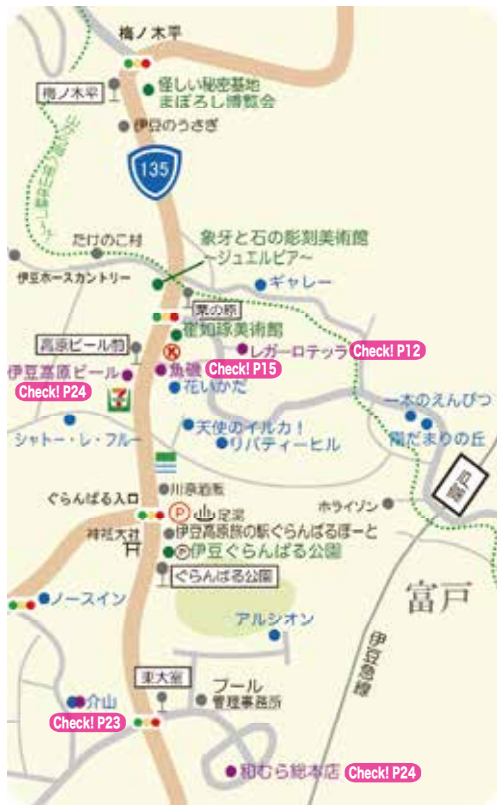 梅ノ木平
梅ノ木平
怪しい秘密基地
まぼろし博覧会
伊豆のうさぎ
135
たけのこ村
象牙と石の彫刻美術館
〜ジュエルピア〜
伊豆ホースカントリー
ギャレー
栗の原
崔如琢美術館
高原ビール前
K
レガーロテッラ Check! P12
伊豆高原ビール
Check! P24
魚磯 Check! P15
花いかだ
7
一本のえんぴつ
陽だまりの丘
シャトー・レ・フルー
天使のイルカ!
リバティーヒル
川奈泊転
ぐらんぱる入口
P 足湯
ホライゾン
神祗大社
伊豆高原旅の駅ぐらんぱるぽーと
P 伊豆ぐらんぱる公園
ぐらんぱる公園
富戸
ノースイン
アルシオン
伊豆急線
東大室
プール
管理事務所
介山
Check! P23
和むら総本店 Check! P24